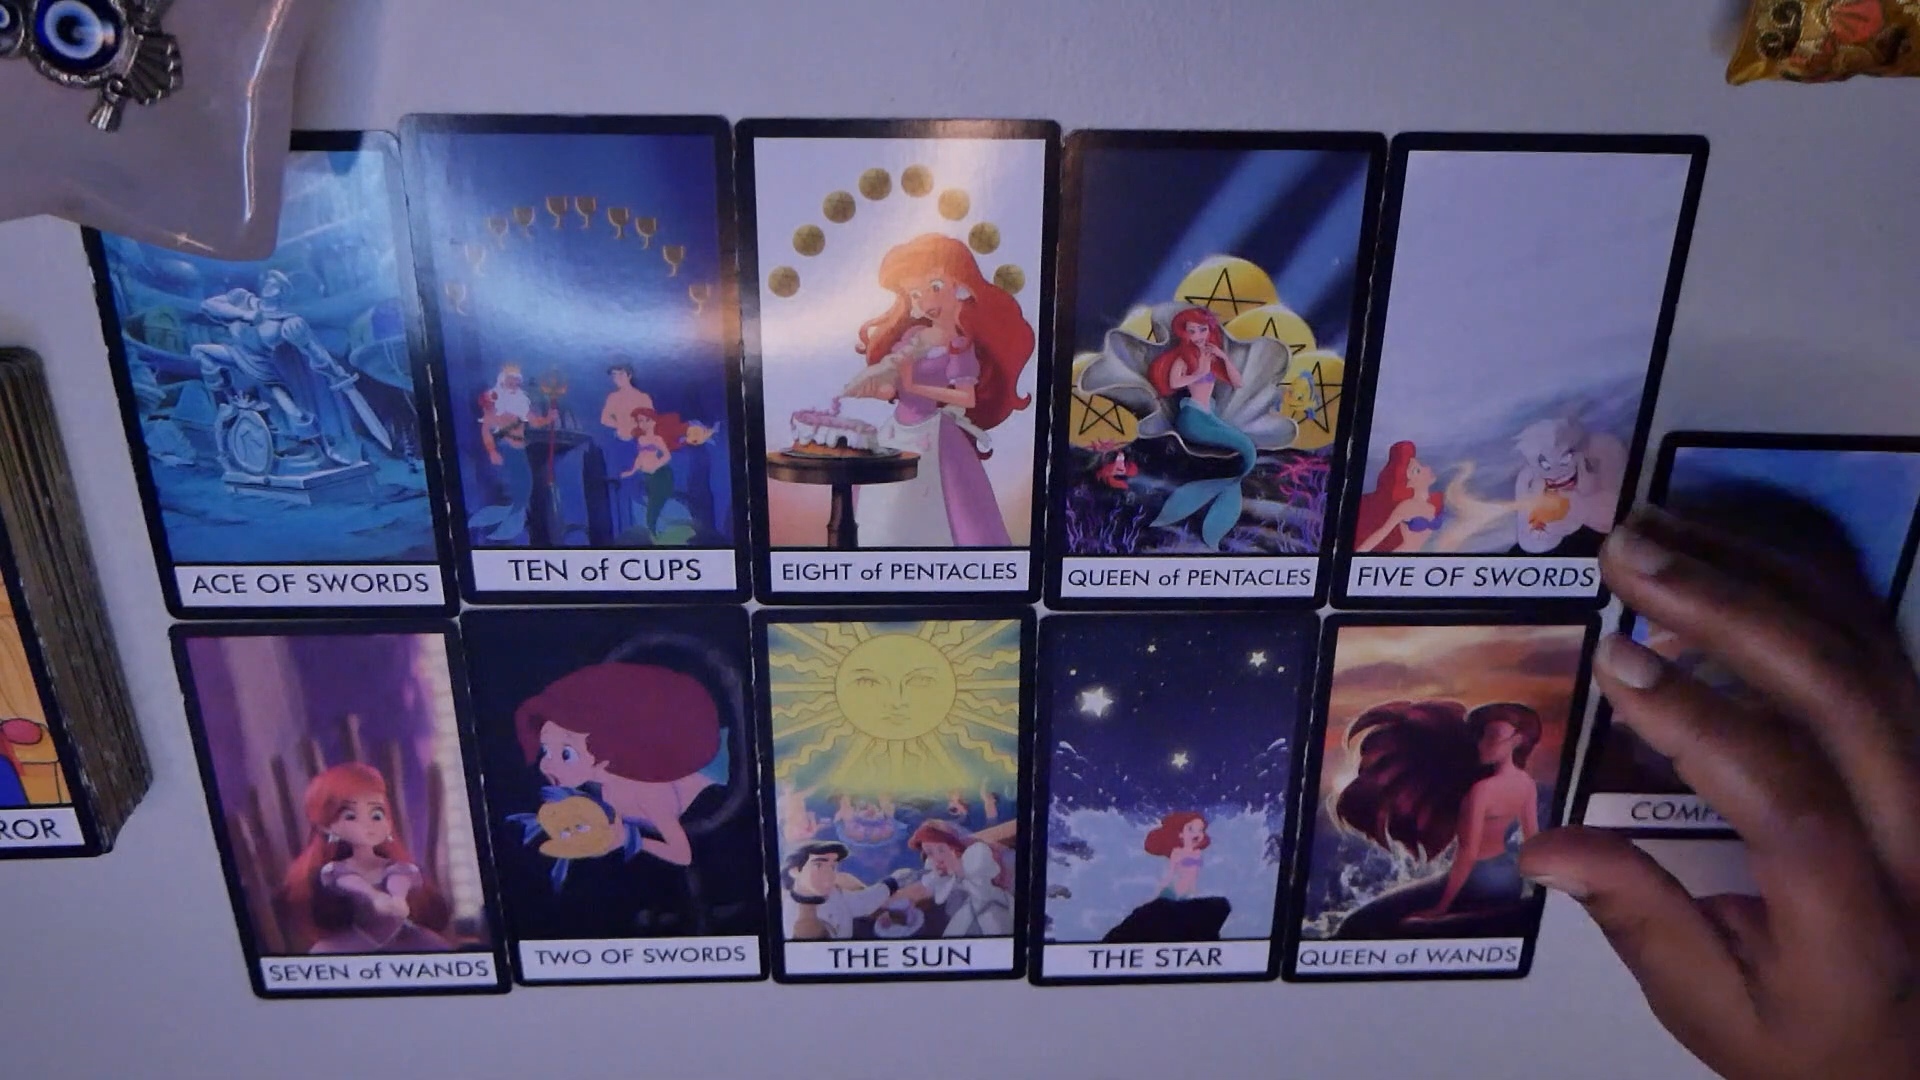 ACE OF SWORDS
TEN of CUPS
EIGHT of PENTACLES
QUEEN of PENTACLES
FIVE OF SWORDS
ROR
SEVEN of WANDS
TWO OF SWORDS
THE SUN
THE STAR
QUEEN of WANDS